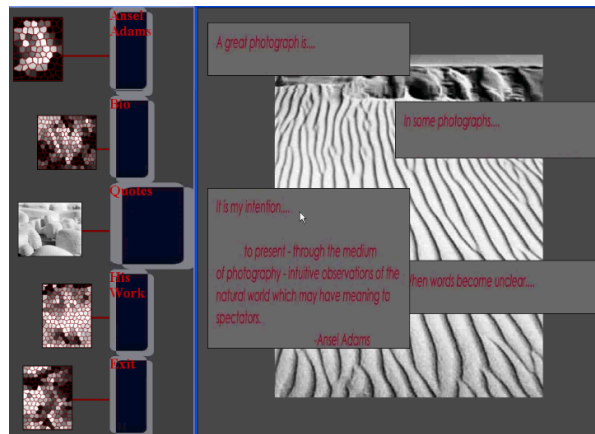 Ansel
Adams
Bio
Quotes
His
Work
Exit
A great photograph is....
In some photographs....
It is my intention....
to present - through the medium
of photography - intuitive observations of the
natural world which may have meaning to
spectators.
-Ansel Adams
hen words become unclear....